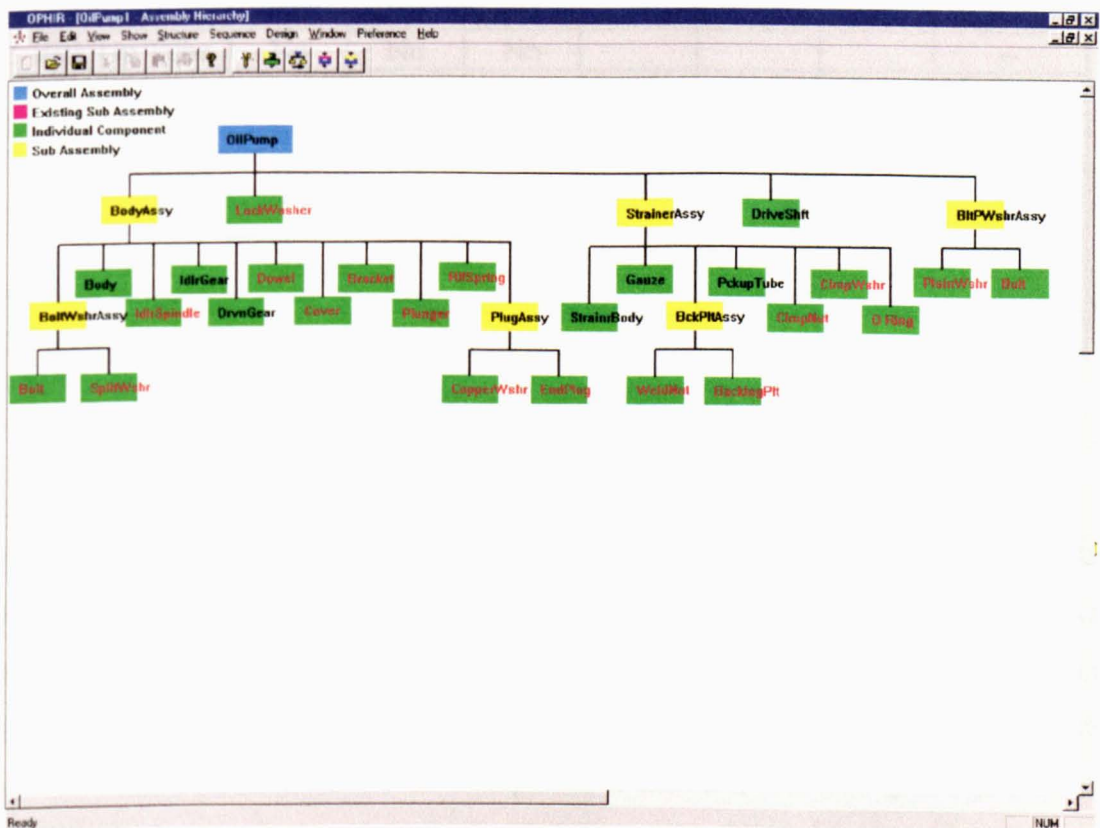 OPHIR - [OilPump1 - Assembly Hierarchy]
File Edit View Show Structure Sequence Design Window Preference Help
Overall Assembly
Existing Sub Assembly
Individual Component
Sub Assembly
OilPump
BodyAssy LockWasher StrainerAssy DriveShft BltPWshrAssy
Body IdlrGear Dowel Bracket RlfSpring Gauze PckupTube ClmpWshr PlainWshr Bolt
BoltWshrAssy IdlrSpindle DrvnGear Cover Plunger PlugAssy StrainrBody BckPltAssy ClmpNut O Ring
Bolt SplitWshr CopperWshr EndPlug WeldNut BackingPlt
Ready NUM